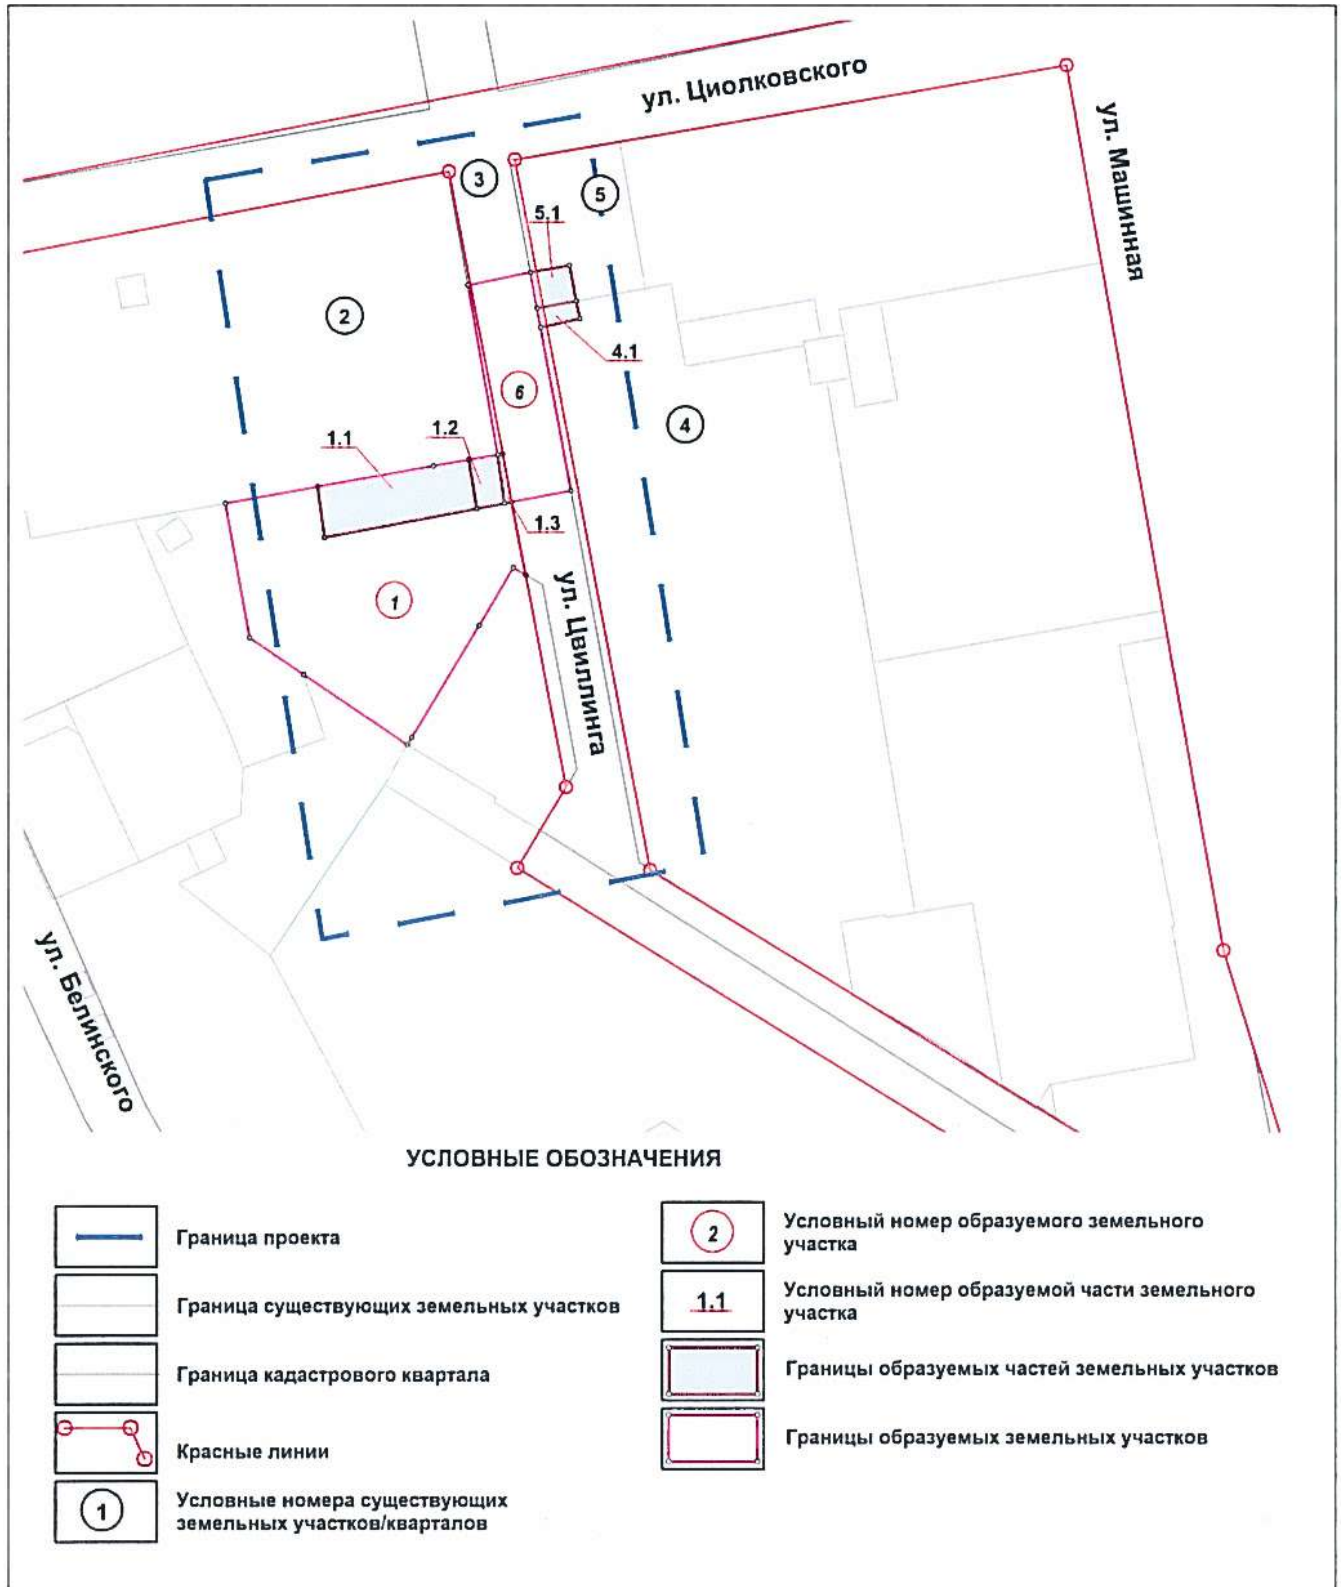 ул. Циолковского
ул. Машинная
3
5
5.1
2
4.1
6
4
1.2
1.1
1.3
1
ул. Цвиллинга
ул. Белинского
УСЛОВНЫЕ ОБОЗНАЧЕНИЯ
Граница проекта
Граница существующих земельных участков
Граница кадастрового квартала
Красные линии
1
Условные номера существующих
земельных участков/кварталов
2
Условный номер образуемого земельного
участка
1.1
Условный номер образуемой части земельного
участка
Границы образуемых частей земельных участков
Границы образуемых земельных участков